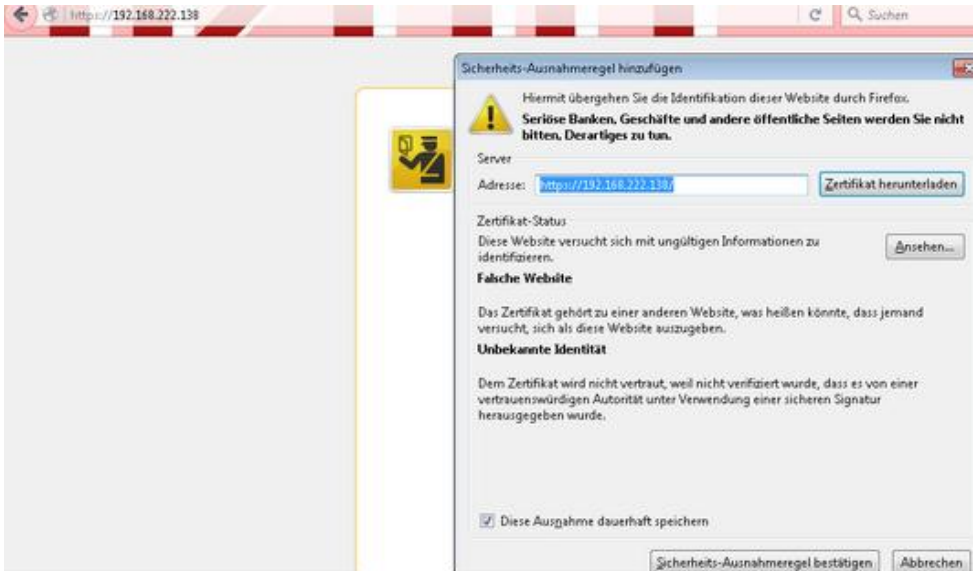 https://192.168.222.138
Suchen
Sicherheits-Ausnahmeregel hinzufügen
Hiermit übergehen Sie die Identifikation dieser Website durch Firefox.
Seriöse Banken, Geschäfte und andere öffentliche Seiten werden Sie nicht
bitten, Derartiges zu tun.
Server
Adresse: https://192.168.222.138/ Zertifikat herunterladen
Zertifikat-Status
Diese Website versucht sich mit ungültigen Informationen zu
identifizieren.
Ansehen...
Falsche Website
Das Zertifikat gehört zu einer anderen Website, was heißen könnte, dass jemand
versucht, sich als diese Website auszugeben.
Unbekannte Identität
Dem Zertifikat wird nicht vertraut, weil nicht verifiziert wurde, dass es von einer
vertrauenswürdigen Autorität unter Verwendung einer sicheren Signatur
herausgegeben wurde.
Diese Ausnahme dauerhaft speichern
Sicherheits-Ausnahmeregel bestätigen Abbrechen